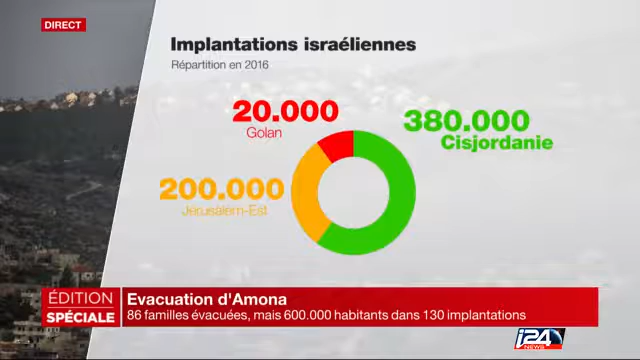 DIRECT
Implantations israéliennes
Répartition en 2016
20.000
Golan
380.000
Cisjordanie
200.000
Jérusalem-Est
ÉDITION
SPÉCIALE
Evacuation d'Amona
86 familles évacuées, mais 600.000 habitants dans 130 implantations
i24
NEWS